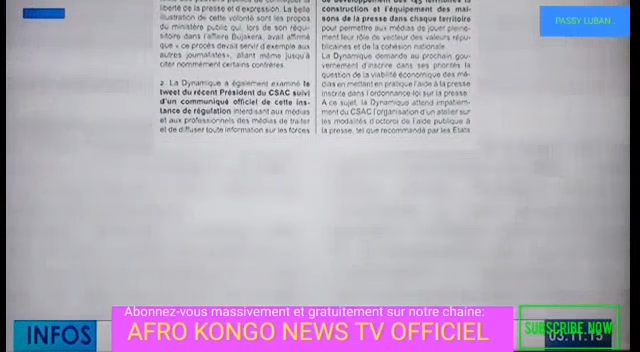 PASSY LUBAN .
liberté de la presse et d'expression. La belle
illustration de cette volonté sont les propos
du ministère public qui, lors de son réqui-
sitoire dans l'affaire Bujakera, avait affirmé
que « ce procès devait servir d'exemple aux
autres journalistes», allant même jusqu'à
citer nommément certains confrères.
2. La Dynamique a également examiné le
tweet du récent Président du CSAC suivi
d'un communiqué officiel de cette ins-
tance de régulation interdisant aux médias
et aux professionnels des médias de traiter
et de diffuser toute information sur les forces
de développement des 145 territoires la
construction et l'équipement des mai-
sons de la presse dans chaque territoire
pour permettre aux médias de jouer pleine-
ment leur rôle de vecteur des valeurs républi-
caines et de la cohésion nationale.
La Dynamique demande au prochain gou-
vernement d'inscrire dans ses priorités la
question de la viabilité économique des mé-
dias en mettant en pratique l'aide à la presse
inscrite dans l'ordonnance loi sur la presse.
A ce sujet, la Dynamique attend impatiem-
ment du CSAC l'organisation d'un atelier sur
les modalités d'octroi de l'aide publique à
la presse, tel que recommandé par les Etats
Abonnez-vous massivement et gratuitement sur notre chaine:
INFOS
AFRO KONGO NEWS TV OFFICIEL
SUBSCRIBE NOW
03:11:15